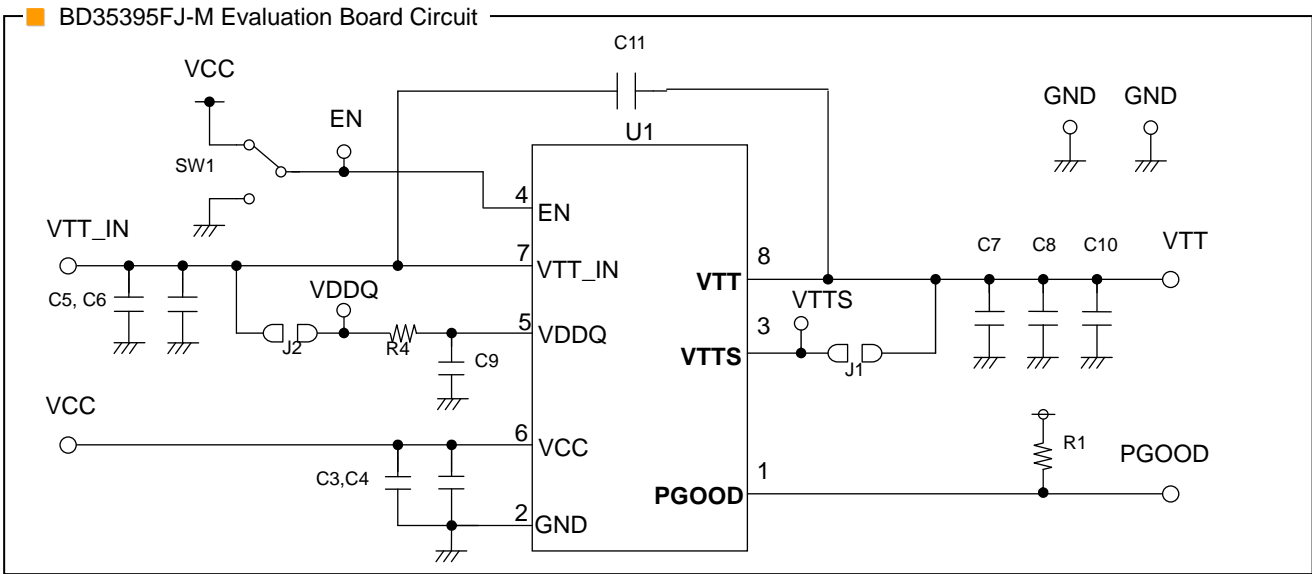 BD35395FJ-M Evaluation Board Circuit
C11
VCC
GND GND
EN
U1
SW1
4
EN
VTT_IN
7
VTT_IN
C7 C8 C10 VTT
8
VTT
C5, C6
VDDQ
VTTS
5
VDDQ
3
VTTS
J2
R4
C9
J1
VCC
6
VCC
R1
PGOOD
C3,C4
1
PGOOD
2
GND